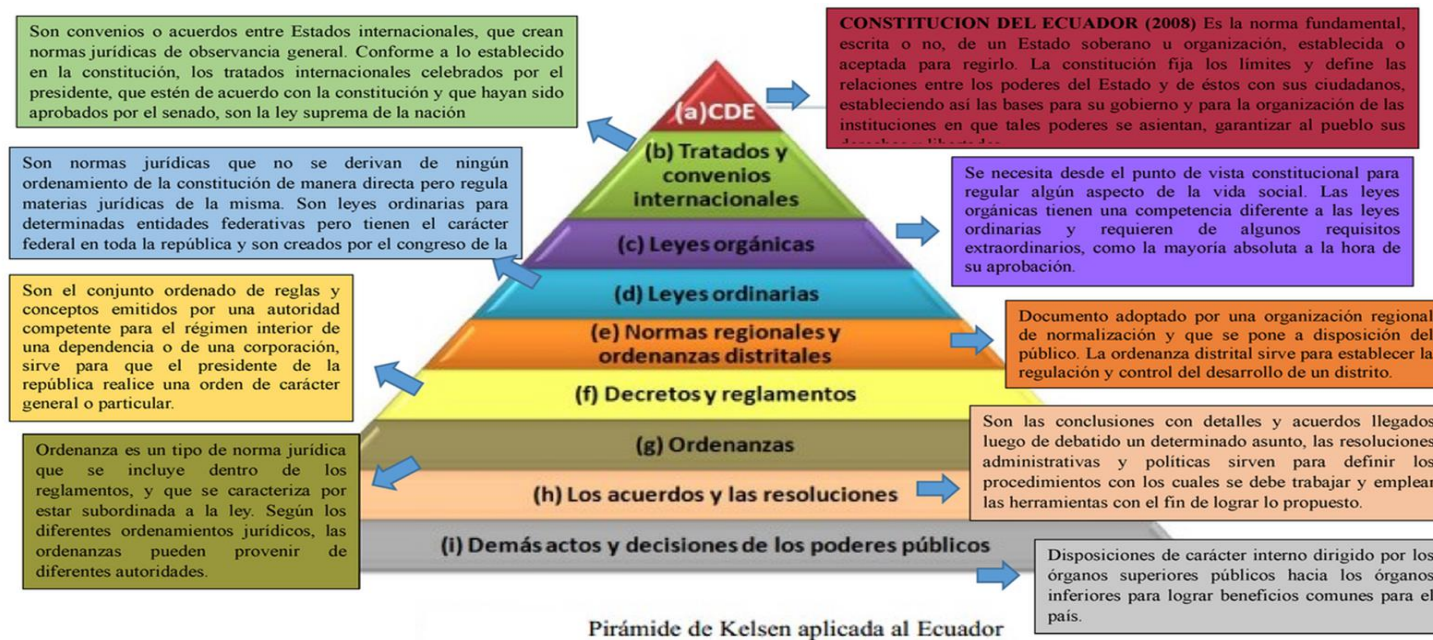 Son convenios o acuerdos entre Estados internacionales, que crean
normas jurídicas de observancia general. Conforme a lo establecido
en la constitución, los tratados internacionales celebrados por el
presidente, que estén de acuerdo con la constitución y que hayan sido
aprobados por el senado, son la ley suprema de la nación
CONSTITUCION DEL ECUADOR (2008) Es la norma fundamental,
escrita o no, de un Estado soberano u organización, establecida o
aceptada para regirlo. La constitución fija los límites y define las
relaciones entre los poderes del Estado y de éstos con sus ciudadanos,
estableciendo así las bases para su gobierno y para la organización de las
instituciones en que tales poderes se asientan, garantizar al pueblo sus
(a)CDE
(b) Tratados y
convenios
internacionales
Son normas jurídicas que no se derivan de ningún
ordenamiento de la constitución de manera directa pero regula
materias jurídicas de la misma. Son leyes ordinarias para
determinadas entidades federativas pero tienen el carácter
federal en toda la república y son creados por el congreso de la
Se necesita desde el punto de vista constitucional para
regular algún aspecto de la vida social. Las leyes
orgánicas tienen una competencia diferente a las leyes
ordinarias y requieren de algunos requisitos
extraordinarios, como la mayoría absoluta a la hora de
su aprobación.
(c) Leyes orgánicas
(d) Leyes ordinarias
Son el conjunto ordenado de reglas y
conceptos emitidos por una autoridad
competente para el régimen interior de
una dependencia o de una corporación,
sirve para que el presidente de la
república realice una orden de carácter
general o particular.
(e) Normas regionales y
ordenanzas distritales
Documento adoptado por una organización regional
de normalización y que se pone a disposición del
público. La ordenanza distrital sirve para establecer la
regulación y control del desarrollo de un distrito.
(f) Decretos y reglamentos
(g) Ordenanzas
Son las conclusiones con detalles y acuerdos llegados
luego de debatido un determinado asunto, las resoluciones
administrativas y políticas sirven para definir los
procedimientos con los cuales se debe trabajar y emplear
las herramientas con el fin de lograr lo propuesto.
Ordenanza es un tipo de norma jurídica
que se incluye dentro de los
reglamentos, y que se caracteriza por
estar subordinada a la ley. Según los
diferentes ordenamientos jurídicos, las
ordenanzas pueden provenir de
diferentes autoridades.
(h) Los acuerdos y las resoluciones
(i) Demás actos y decisiones de los poderes públicos
Disposiciones de carácter interno dirigido por los
órganos superiores públicos hacia los órganos
inferiores para lograr beneficios comunes para el
país.
Pirámide de Kelsen aplicada al Ecuador